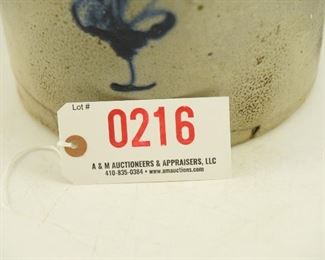 Lot #
0216
A & M AUCTIONEERS & APPRAISERS, LLC
410-835-0384 • www.amauctions.com